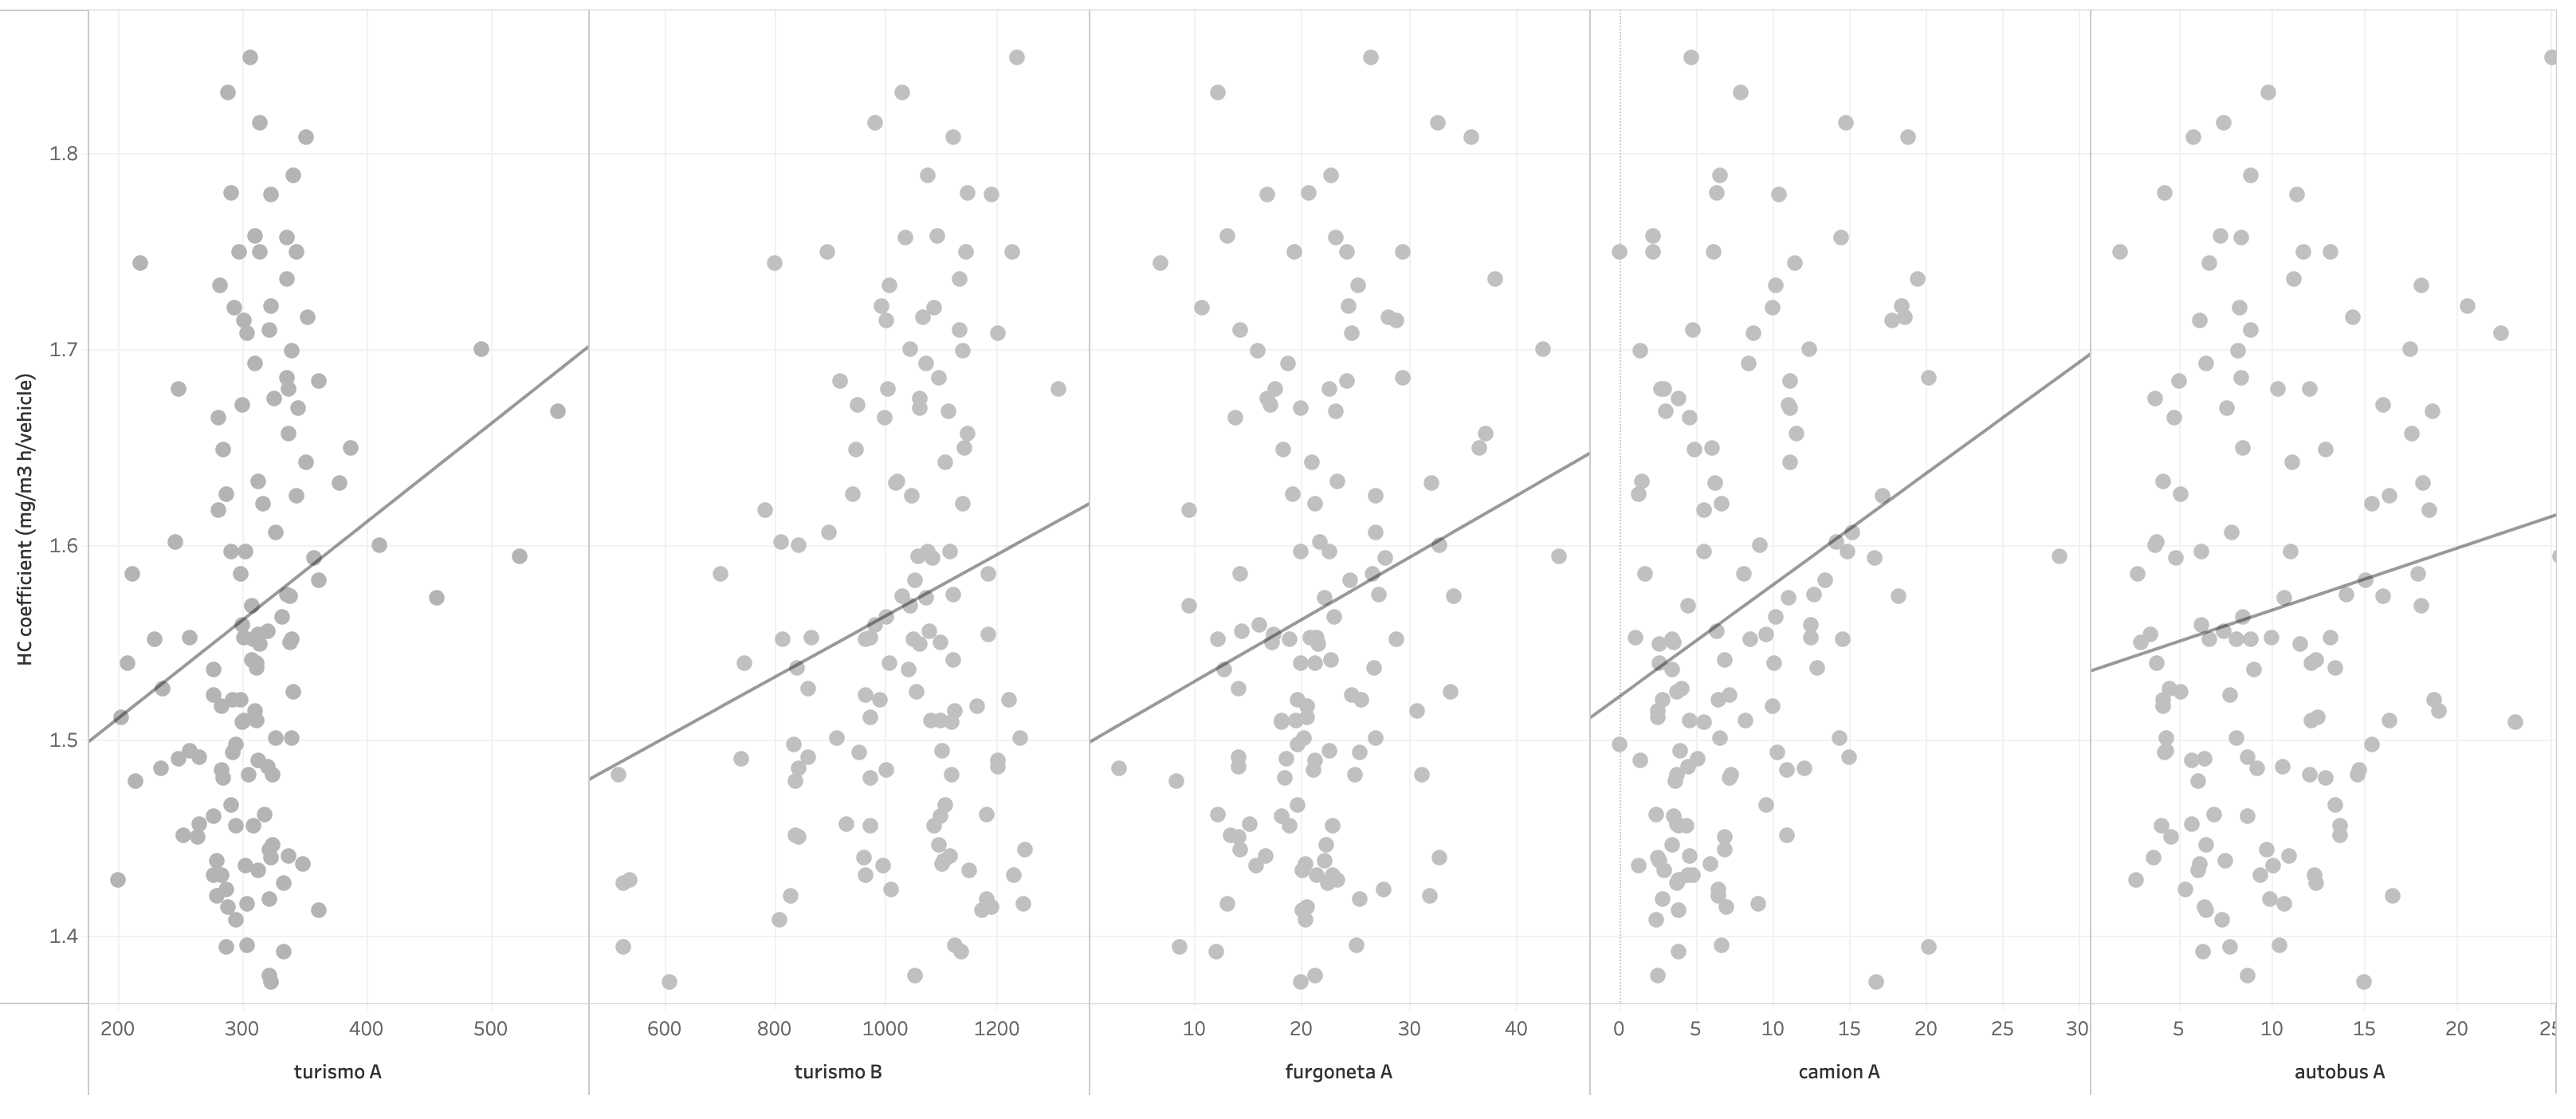 HC coefficient (mg/m3 h/vehicle)
1.8
1.7
1.6
1.5
1.4
200 300 400 500 600 800 1000 1200 10 20 30 40 0 5 10 15 20 25 30 5 10 15 20
turismo A turismo B furgoneta A camion A autobus A